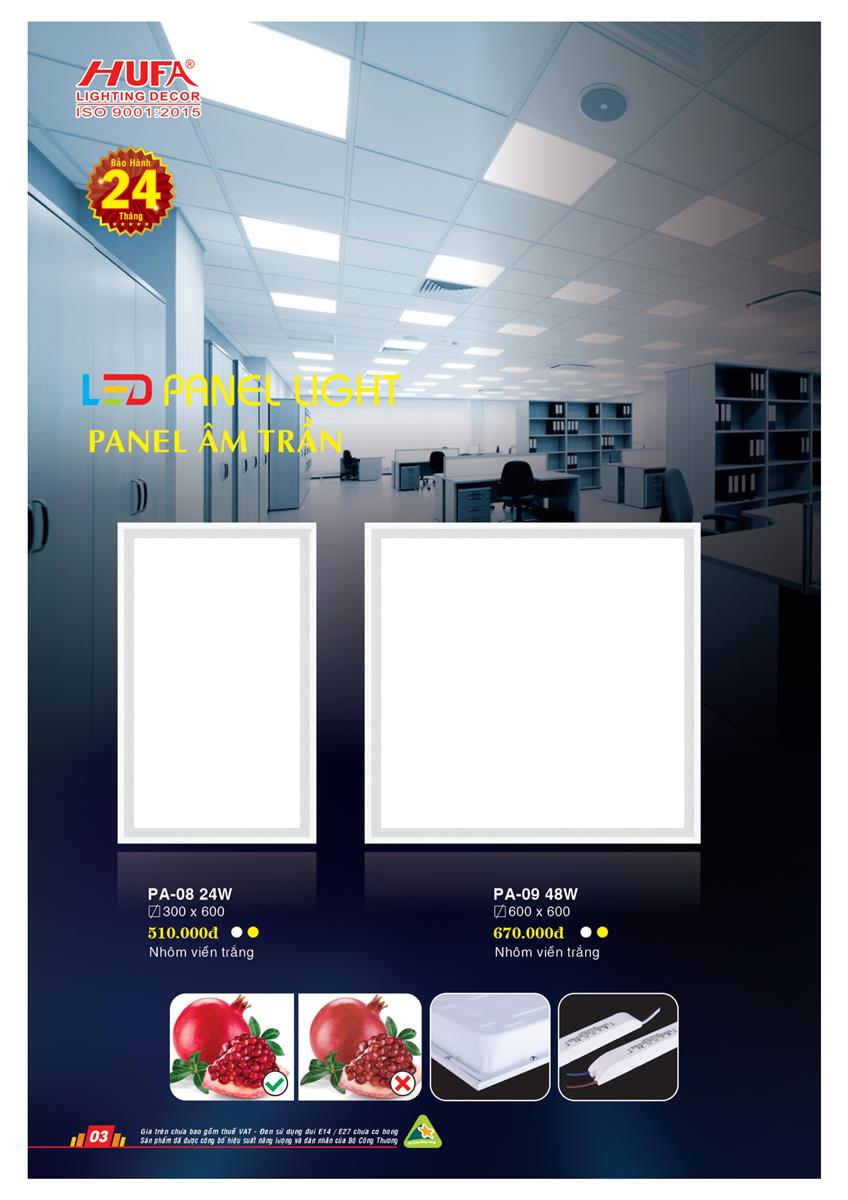 HUFA®
LIGHTING DECOR
ISO 9001:2015
Bảo Hành
24
Tháng
LED PANEL LIGHT
PANEL ÂM TRẦN
PA-08 24W
300 x 600
510.000đ
Nhôm viền trắng
PA-09 48W
600 x 600
670.000đ
Nhôm viền trắng
03
Giá trên chưa bao gồm thuế VAT - Đèn sử dụng đui E14 / E27 chưa có bóng
Sản phẩm đã được công bố hiệu suất năng lượng và dán nhãn của Bộ Công Thương